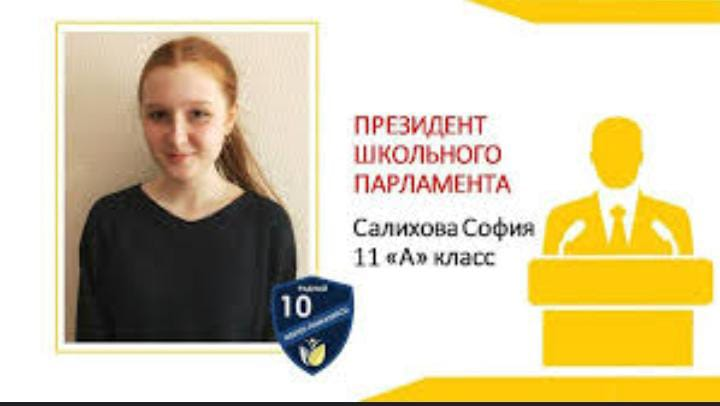 ПРЕЗИДЕНТ
ШКОЛЬНОГО
ПАРЛАМЕНТА
Салихова София
11 «А» класс
10